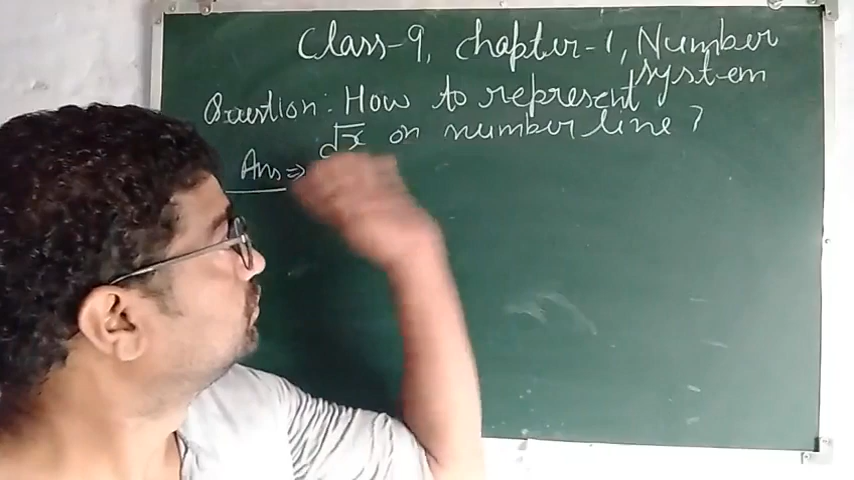 Class-9, Chapter-1, Number
system
Question: How to represent
√x on number line?
Ans ⇒